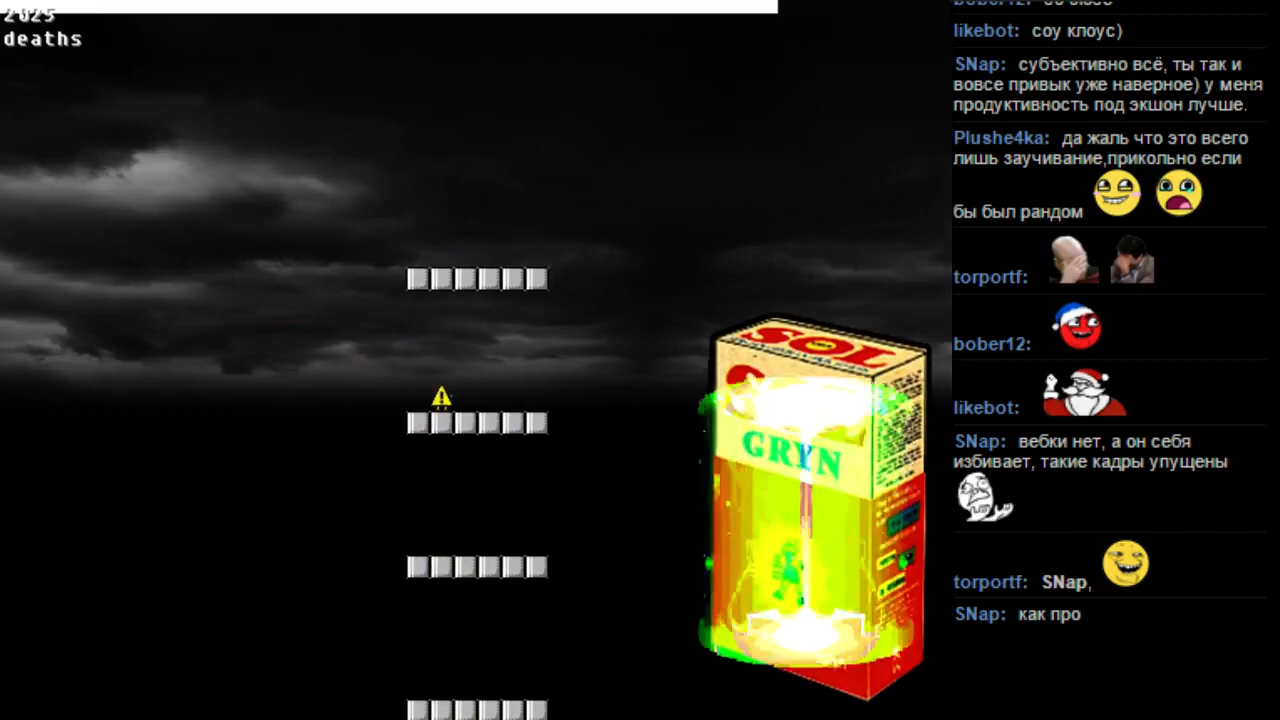 2025
deaths
SOL
GRYN
likebot: соу клоус)
SNap: субъективно всё, ты так и
вовсе привык уже наверное) у меня
продуктивность под экшон лучше.
Plushe4ka: да жаль что это всего
лишь заучивание,прикольно если
бы был рандом
torportf:
bober12:
likebot:
SNap: вебки нет, а он себя
избивает, такие кадры упущены
torportf: SNap,
SNap: как про